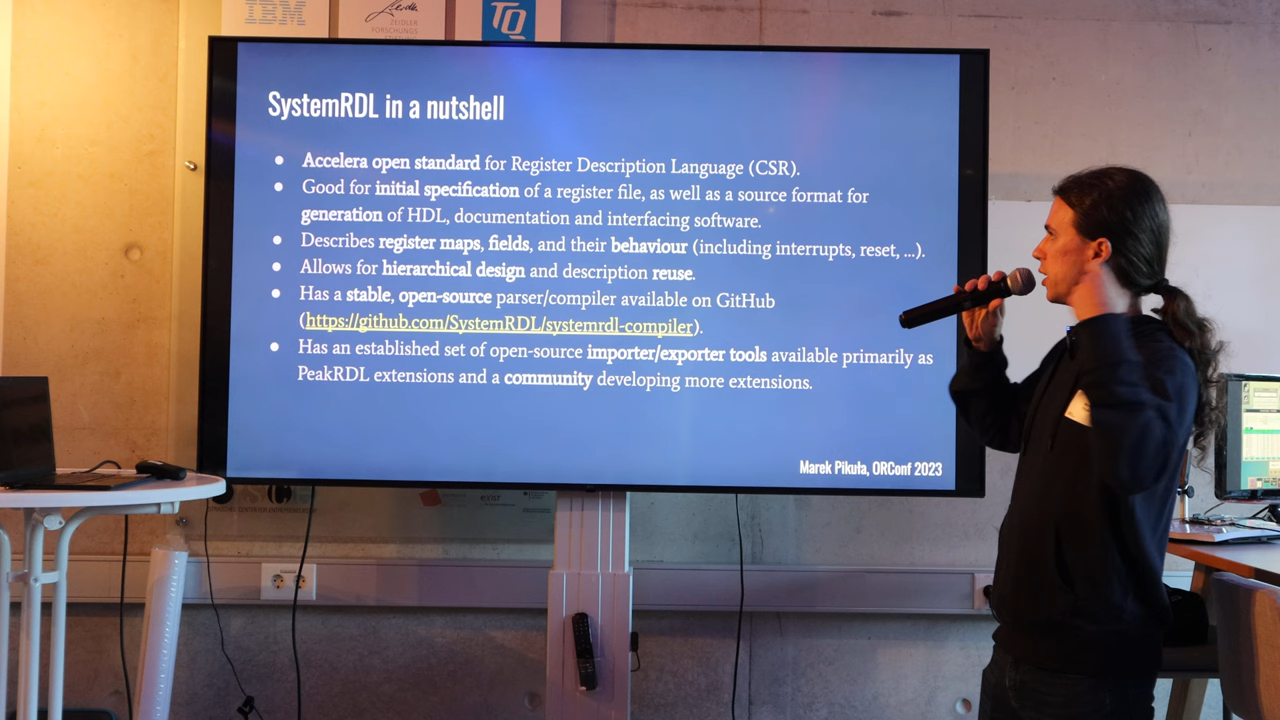 IBM
ZEIDLER
FORSCHUNGS
TQ
SystemRDL in a nutshell
● Accelera open standard for Register Description Language (CSR).
● Good for initial specification of a register file, as well as a source format for
generation of HDL, documentation and interfacing software.
● Describes register maps, fields, and their behaviour (including interrupts, reset, ...).
● Allows for hierarchical design and description reuse.
● Has a stable, open-source parser/compiler available on GitHub
(https://github.com/SystemRDL/systemrdl-compiler).
● Has an established set of open-source importer/exporter tools available primarily as
PeakRDL extensions and a community developing more extensions.
Marek Pikuła, ORConf 2023